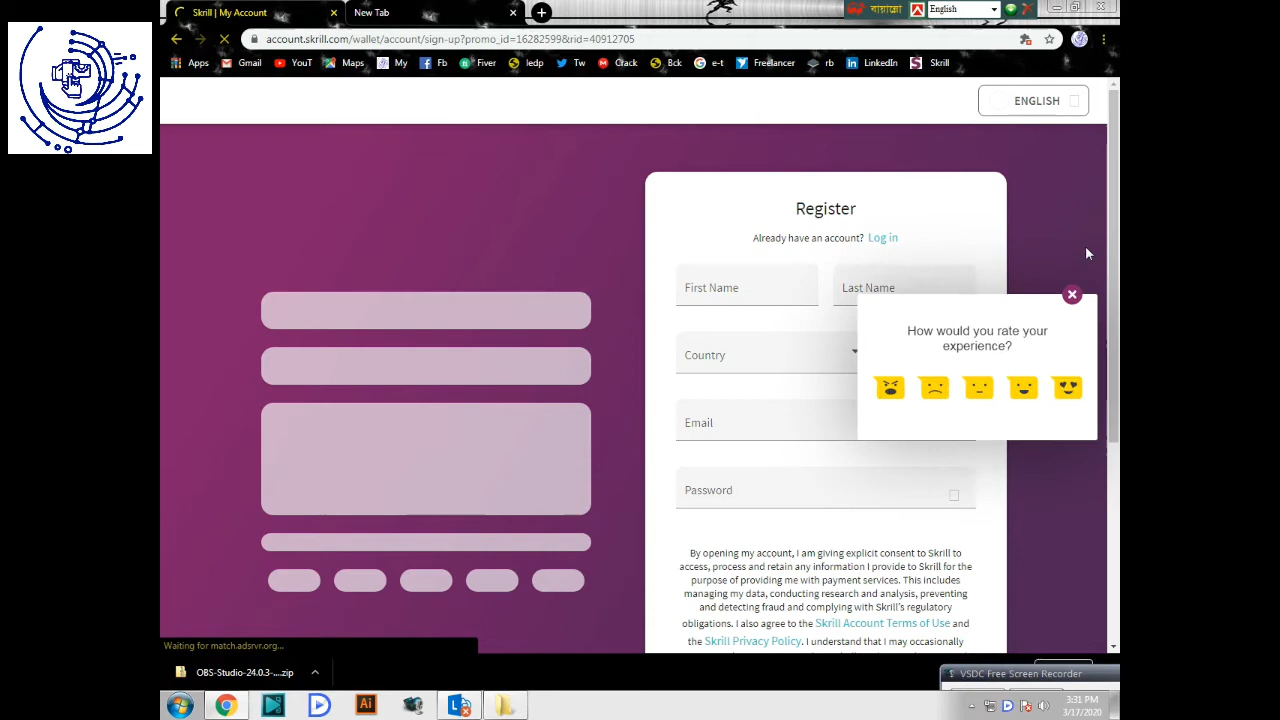 Skrill | My Account
New Tab
বায়ান্নো
English
account.skrill.com/wallet/account/sign-up?promo_id=16282599&rid=40912705
Apps
Gmail
YouT
Maps
My
Fb
Fiver
ledp
Tw
Crack
Bck
e-t
Freelancer
rb
LinkedIn
Skrill
ENGLISH
Register
Already have an account? Log in
First Name
Last Name
How would you rate your
experience?
Country
Email
Password
By opening my account, I am giving explicit consent to Skrill to
access, process and retain any information I provide to Skrill for the
purpose of providing me with payment services. This includes
managing my data, conducting research and analysis, preventing
and detecting fraud and complying with Skrill's regulatory
obligations. I also agree to the Skrill Account Terms of Use and
the Skrill Privacy Policy. I understand that I may occasionally
Waiting for match.adsrvr.org...
OBS-Studio-24.0.3-....zip
VSDC Free Screen Recorder
Ai
3:31 PM
3/17/2020